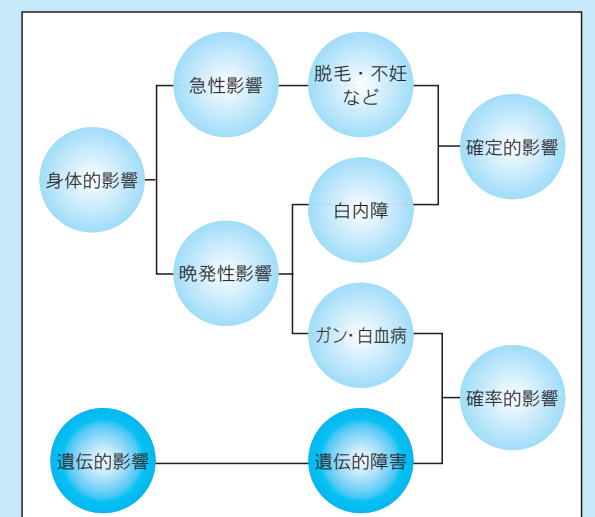 急性影響
脱毛・不妊
など
身体的影響
確定的影響
白内障
晩発性影響
ガン・白血病
確率的影響
遺伝的影響
遺伝的障害